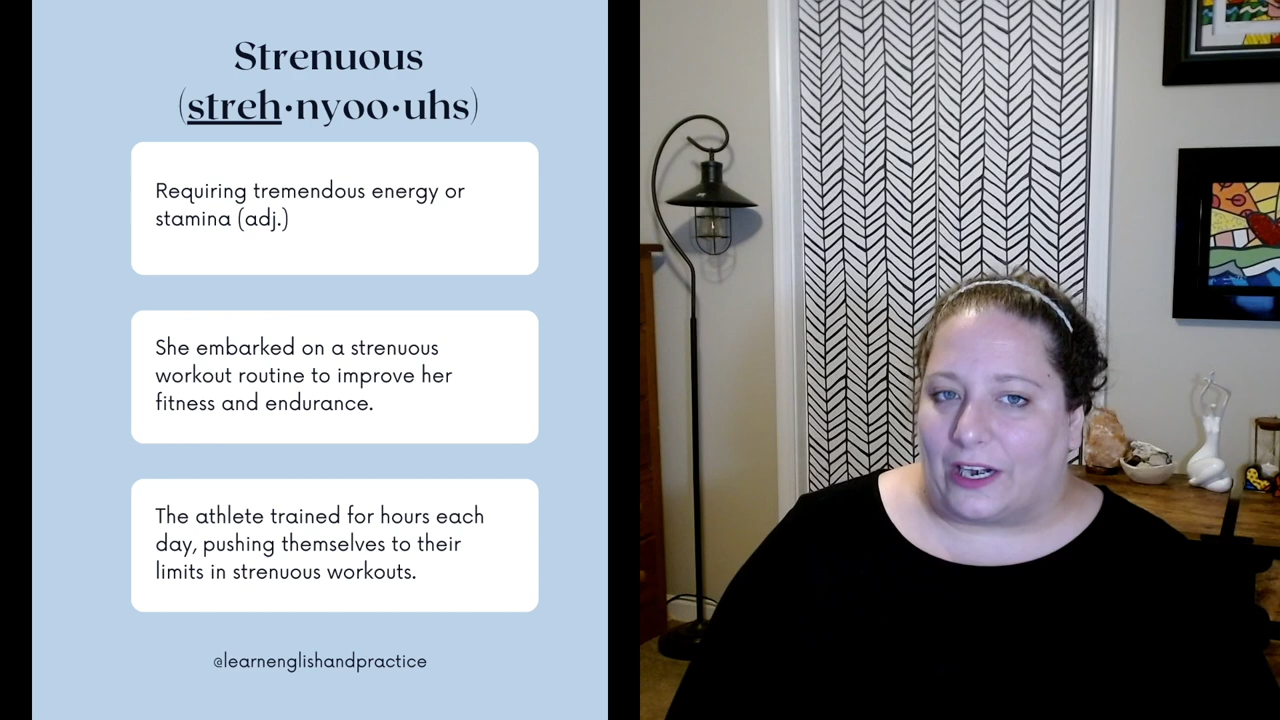 Strenuous
(streh•nyoo•uhs)
Requiring tremendous energy or
stamina (adj.)
She embarked on a strenuous
workout routine to improve her
fitness and endurance.
The athlete trained for hours each
day, pushing themselves to their
limits in strenuous workouts.
@learnenglishandpractice